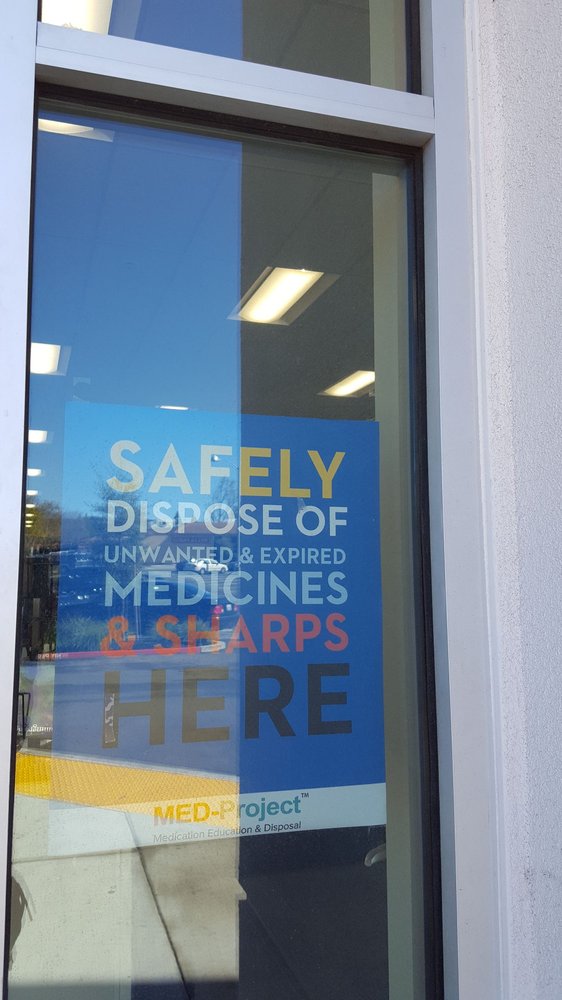 SAFELY
DISPOSE OF
UNWANTED & EXPIRED
MEDICINES
& SHARPS
HERE
MED-Project™
Medication Education & Disposal